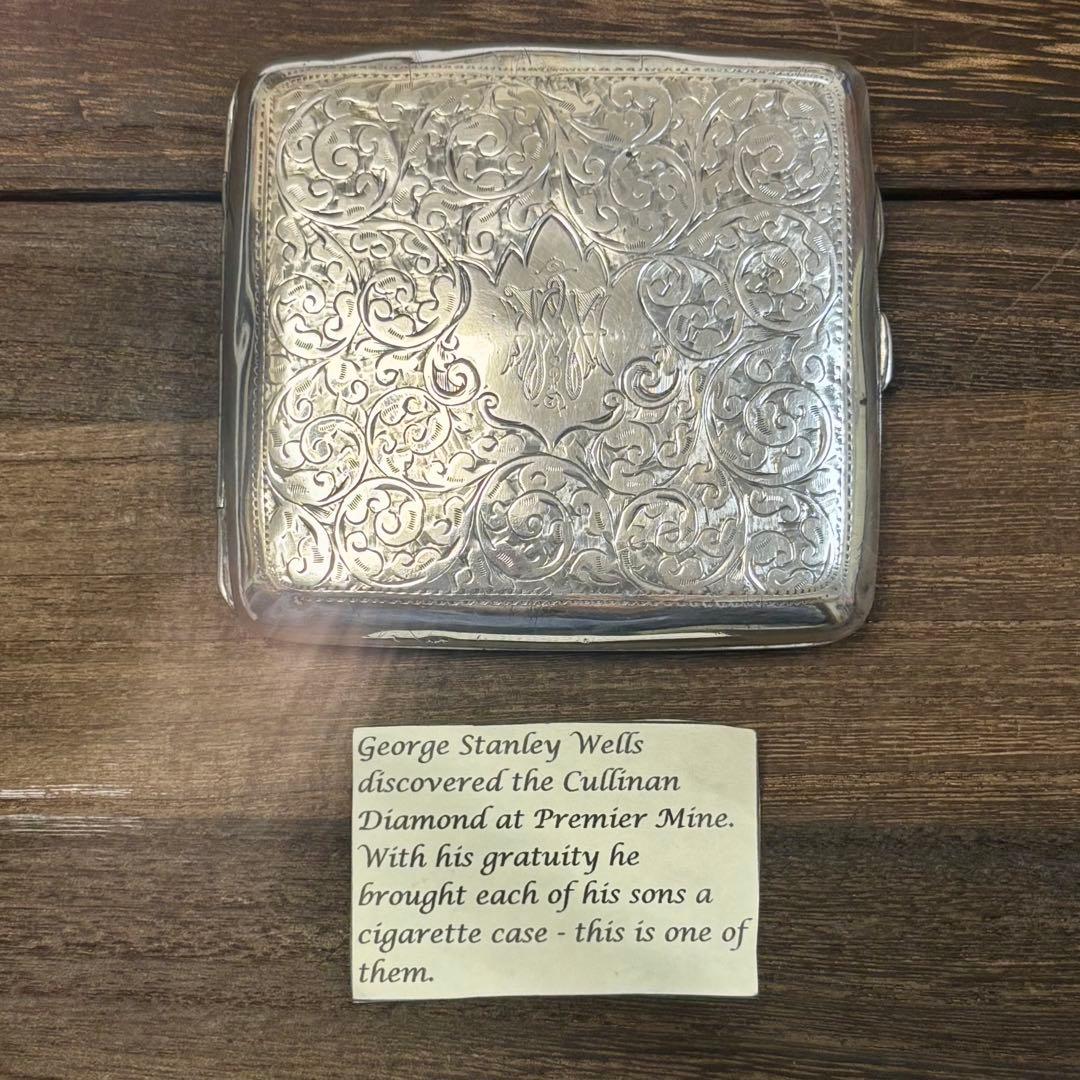 George Stanley Wells
discovered the Cullinan
Diamond at Premier Mine.
With his gratuity he
brought each of his sons a
cigarette case - this is one of
them.